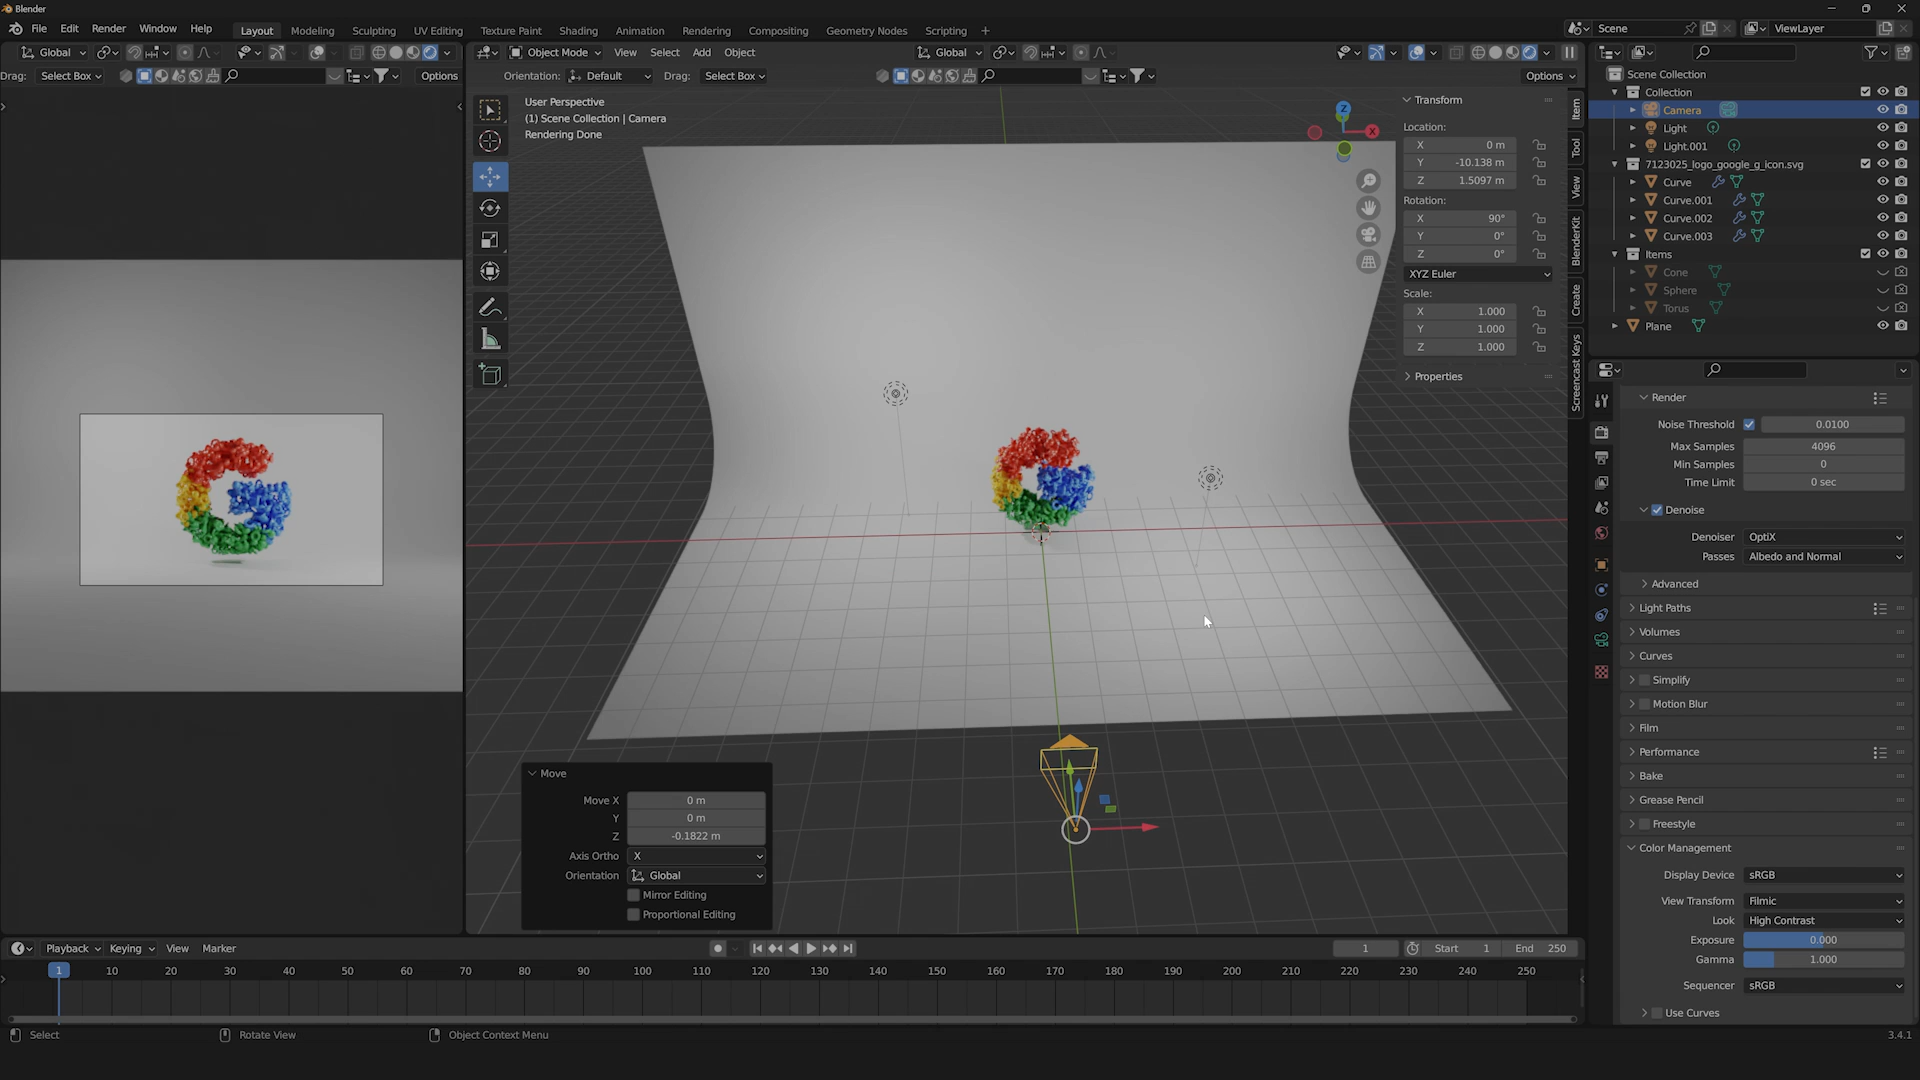 Blender
File Edit Render Window Help Layout Modeling Sculpting UV Editing Texture Paint Shading Animation Rendering Compositing Geometry Nodes Scripting + Scene ViewLayer
Global Object Mode View Select Add Object Global
Drag: Select Box Options Orientation: Default Drag: Select Box Options
User Perspective
(1) Scene Collection | Camera
Rendering Done
Z
X
Transform
Location:
X 0 m
Y -10.138 m
Z 1.5097 m
Rotation:
X 90°
Y 0°
Z 0°
XYZ Euler
Scale:
X 1.000
Y 1.000
Z 1.000
Properties
Item
Tool
View
BlenderKit
Create
Screencast Keys
Scene Collection
Collection
Camera
Light
Light.001
7123025_logo_google_g_icon.svg
Curve
Curve.001
Curve.002
Curve.003
Items
Cone
Sphere
Torus
Plane
Render
Noise Threshold 0.0100
Max Samples 4096
Min Samples 0
Time Limit 0 sec
Denoise
Denoiser OptiX
Passes Albedo and Normal
Advanced
Light Paths
Volumes
Curves
Simplify
Motion Blur
Film
Performance
Bake
Grease Pencil
Freestyle
Color Management
Display Device sRGB
View Transform Filmic
Look High Contrast
Exposure 0.000
Gamma 1.000
Sequencer sRGB
Use Curves
Move
Move X 0 m
Y 0 m
Z -0.1822 m
Axis Ortho X
Orientation Global
Mirror Editing
Proportional Editing
Playback Keying View Marker 1 Start 1 End 250
1 10 20 30 40 50 60 70 80 90 100 110 120 130 140 150 160 170 180 190 200 210 220 230 240 250
Select Rotate View Object Context Menu 3.4.1